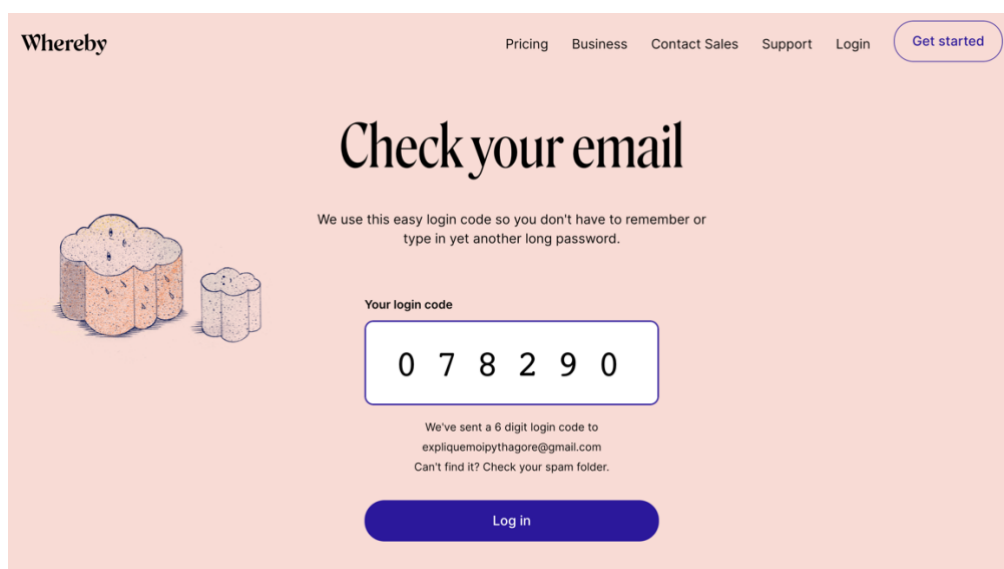 Whereby
Pricing Business Contact Sales Support Login Get started
Check your email
We use this easy login code so you don't have to remember or
type in yet another long password.
Your login code
0 7 8 2 9 0
We've sent a 6 digit login code to
expliquemoipythagore@gmail.com
Can't find it? Check your spam folder.
Log in